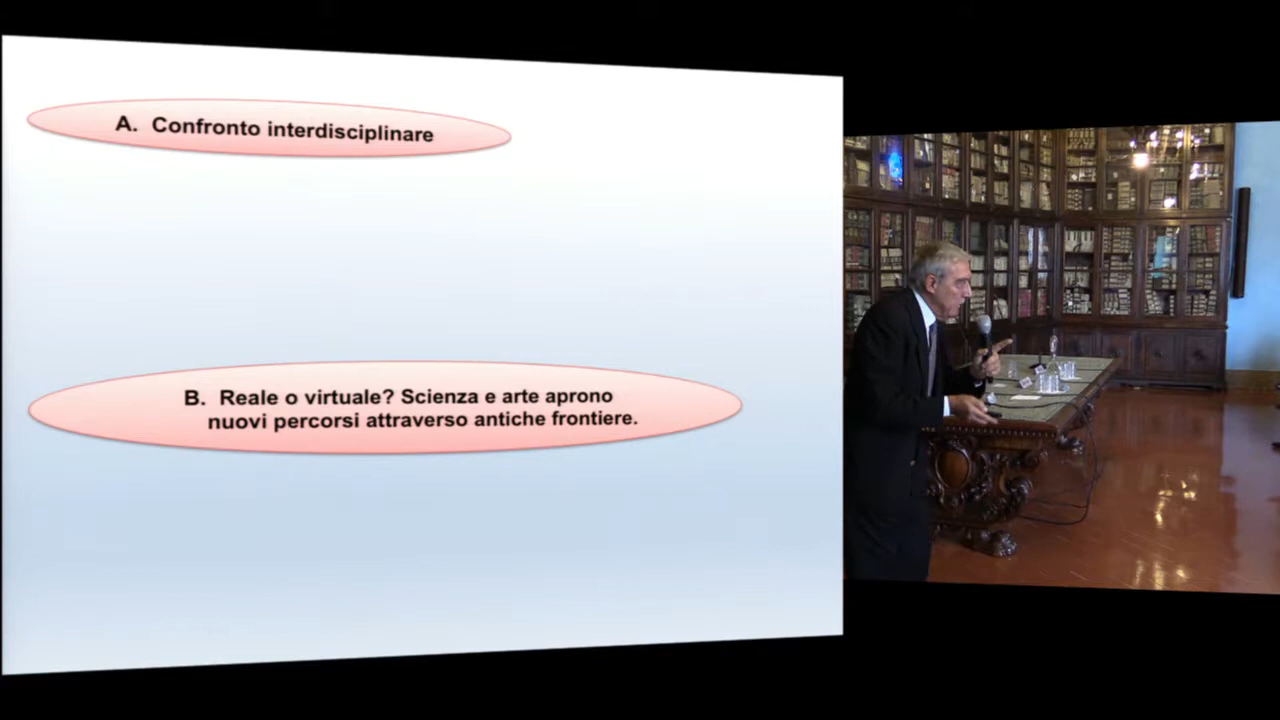 A. Confronto interdisciplinare
B. Reale o virtuale? Scienza e arte aprono
nuovi percorsi attraverso antiche frontiere.